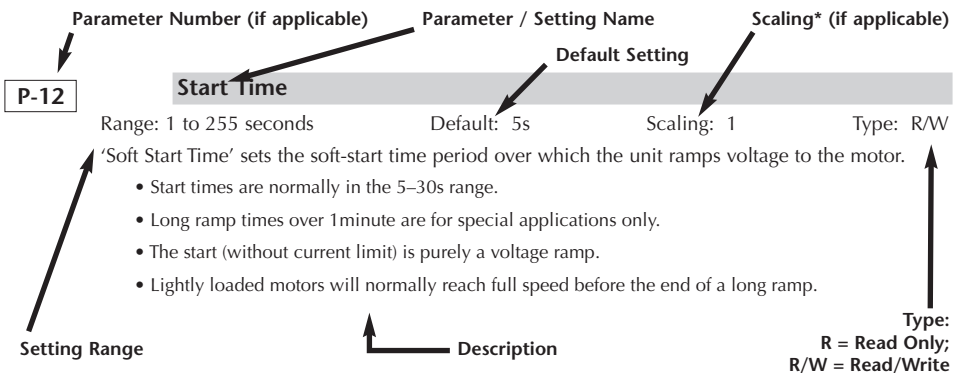 Parameter Number (if applicable) Parameter / Setting Name Scaling* (if applicable)
Default Setting
P-12 Start Time
Range: 1 to 255 seconds Default: 5s Scaling: 1 Type: R/W
‘Soft Start Time’ sets the soft-start time period over which the unit ramps voltage to the motor.
• Start times are normally in the 5–30s range.
• Long ramp times over 1minute are for special applications only.
• The start (without current limit) is purely a voltage ramp.
• Lightly loaded motors will normally reach full speed before the end of a long ramp.
Setting Range Description Type:
R = Read Only;
R/W = Read/Write